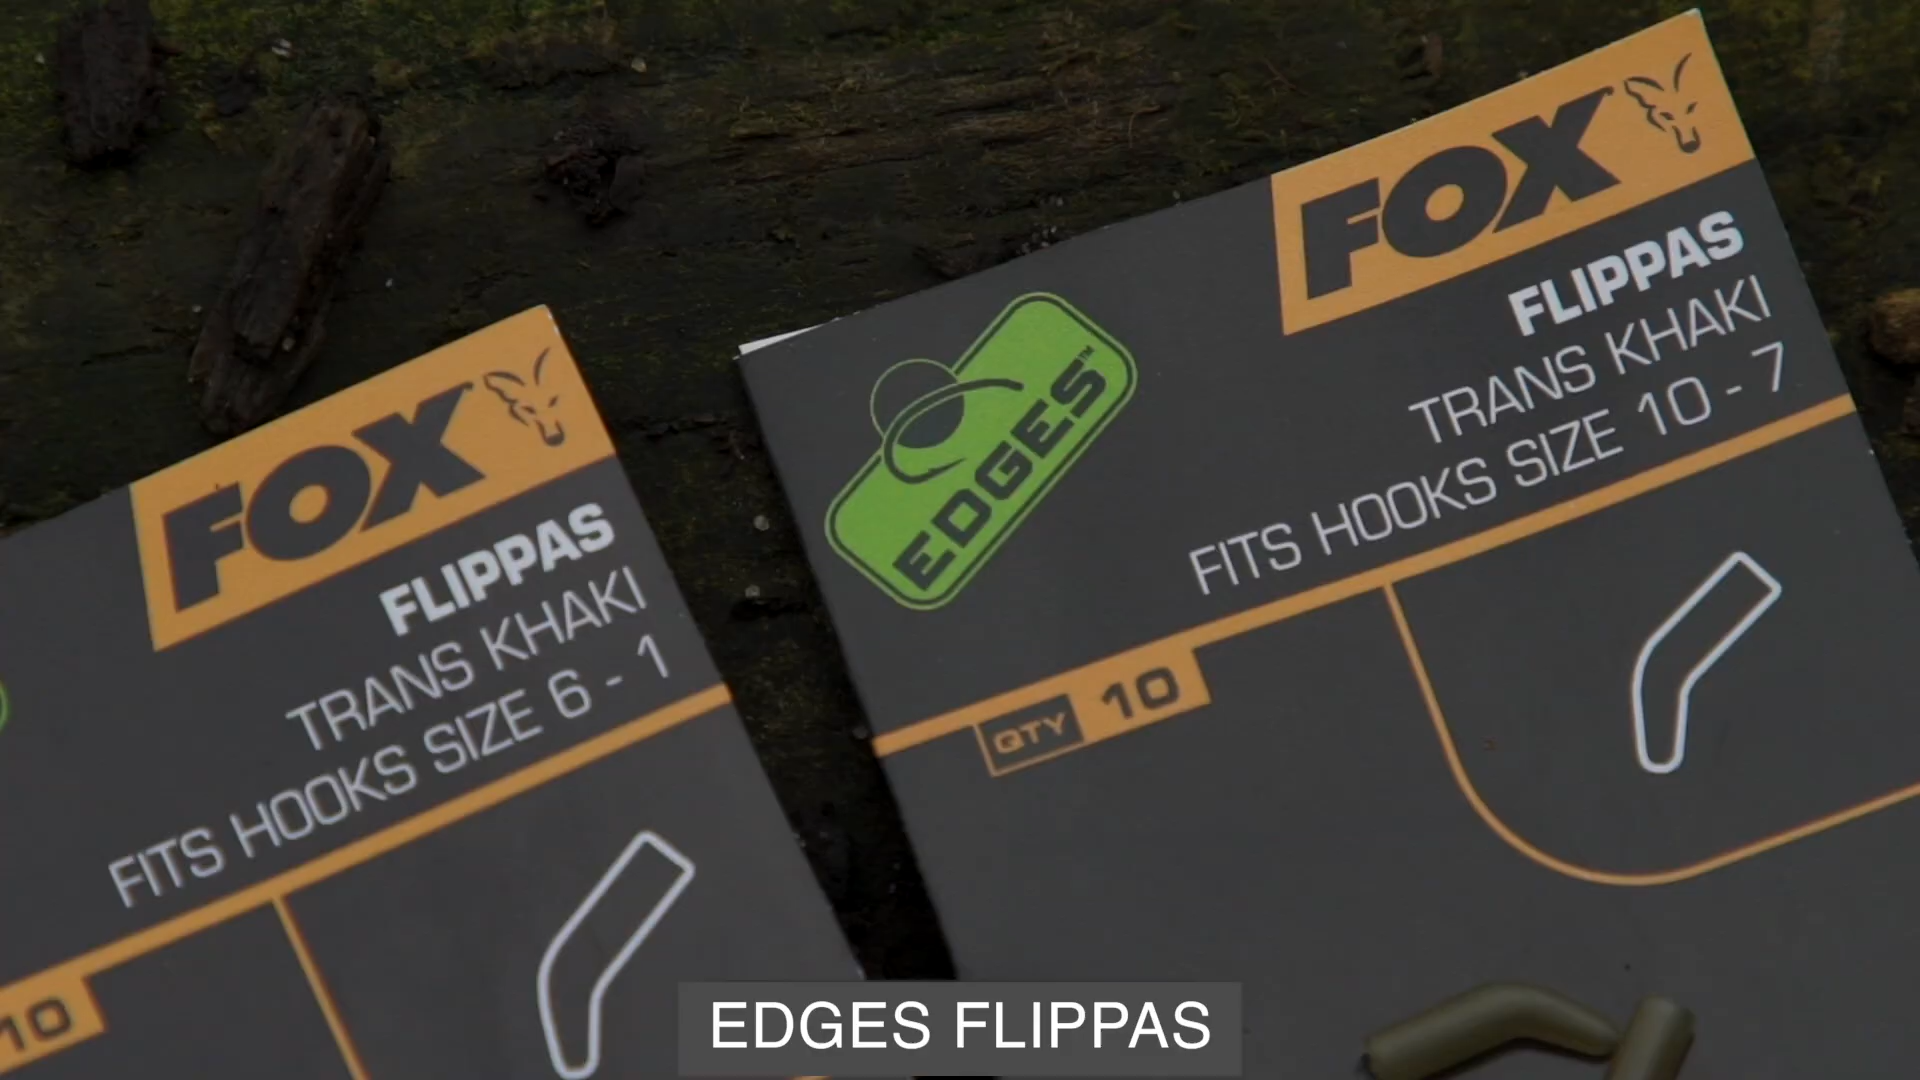 FOX
FLIPPAS
TRANS KHAKI
FITS HOOKS SIZE 6 - 1
10
FOX
EDGES™
FLIPPAS
TRANS KHAKI
FITS HOOKS SIZE 10 - 7
QTY 10
EDGES FLIPPAS